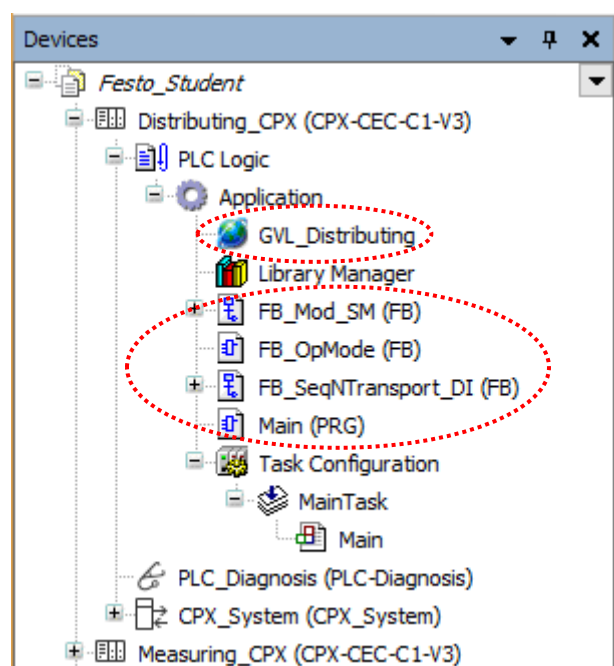 Devices
Festo_Student
Distributing_CPX (CPX-CEC-C1-V3)
PLC Logic
Application
GVL_Distributing
Library Manager
FB_Mod_SM (FB)
FB_OpMode (FB)
FB_SeqNTransport_DI (FB)
Main (PRG)
Task Configuration
MainTask
Main
PLC_Diagnosis (PLC-Diagnosis)
CPX_System (CPX_System)
Measuring_CPX (CPX-CEC-C1-V3)